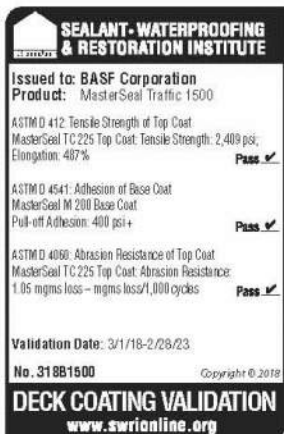 SEALANT·WATERPROOFING
& RESTORATION INSTITUTE
Issued to: BASF Corporation
Product: MasterSeal Traffic 1500
ASTM D 412: Tensile Strength of Top Coat
MasterSeal TC 225 Top Coat: Tensile Strength: 2,409 psi;
Elongation: 487%
Pass ✔
ASTM D 4541: Adhesion of Base Coat
MasterSeal M 200 Base Coat
Pull-off Adhesion: 400 psi+
Pass ✔
ASTM D 4060: Abrasion Resistance of Top Coat
MasterSeal TC 225 Top Coat: Abrasion Resistance:
1.05 mgms loss – mgms loss/1,000 cycles
Pass ✔
Validation Date: 3/1/18-2/28/23
No. 318B1500
Copyright © 2018
DECK COATING VALIDATION
www.swrionline.org